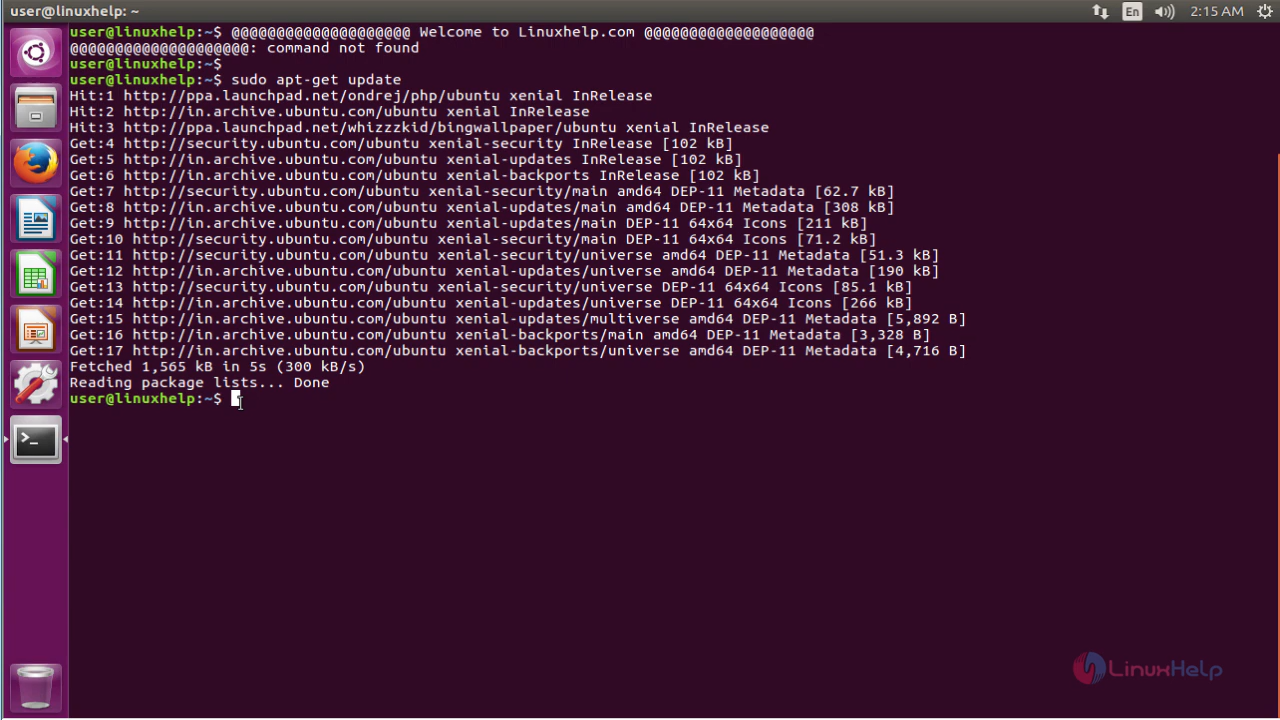 user@linuxhelp: ~
En
2:15 AM
user@linuxhelp:~$ @@@@@@@@@@@@@@@@@@@@ Welcome to Linuxhelp.com @@@@@@@@@@@@@@@@@@@
@@@@@@@@@@@@@@@@@@@@: command not found
user@linuxhelp:~$
user@linuxhelp:~$ sudo apt-get update
Hit:1 http://ppa.launchpad.net/ondrej/php/ubuntu xenial InRelease
Hit:2 http://in.archive.ubuntu.com/ubuntu xenial InRelease
Hit:3 http://ppa.launchpad.net/whizzzkid/bingwallpaper/ubuntu xenial InRelease
Get:4 http://security.ubuntu.com/ubuntu xenial-security InRelease [102 kB]
Get:5 http://in.archive.ubuntu.com/ubuntu xenial-updates InRelease [102 kB]
Get:6 http://in.archive.ubuntu.com/ubuntu xenial-backports InRelease [102 kB]
Get:7 http://security.ubuntu.com/ubuntu xenial-security/main amd64 DEP-11 Metadata [62.7 kB]
Get:8 http://in.archive.ubuntu.com/ubuntu xenial-updates/main amd64 DEP-11 Metadata [308 kB]
Get:9 http://in.archive.ubuntu.com/ubuntu xenial-updates/main DEP-11 64x64 Icons [211 kB]
Get:10 http://security.ubuntu.com/ubuntu xenial-security/main DEP-11 64x64 Icons [71.2 kB]
Get:11 http://security.ubuntu.com/ubuntu xenial-security/universe amd64 DEP-11 Metadata [51.3 kB]
Get:12 http://in.archive.ubuntu.com/ubuntu xenial-updates/universe amd64 DEP-11 Metadata [190 kB]
Get:13 http://security.ubuntu.com/ubuntu xenial-security/universe DEP-11 64x64 Icons [85.1 kB]
Get:14 http://in.archive.ubuntu.com/ubuntu xenial-updates/universe DEP-11 64x64 Icons [266 kB]
Get:15 http://in.archive.ubuntu.com/ubuntu xenial-updates/multiverse amd64 DEP-11 Metadata [5,892 B]
Get:16 http://in.archive.ubuntu.com/ubuntu xenial-backports/main amd64 DEP-11 Metadata [3,328 B]
Get:17 http://in.archive.ubuntu.com/ubuntu xenial-backports/universe amd64 DEP-11 Metadata [4,716 B]
Fetched 1,565 kB in 5s (300 kB/s)
Reading package lists... Done
user@linuxhelp:~$
LinuxHelp